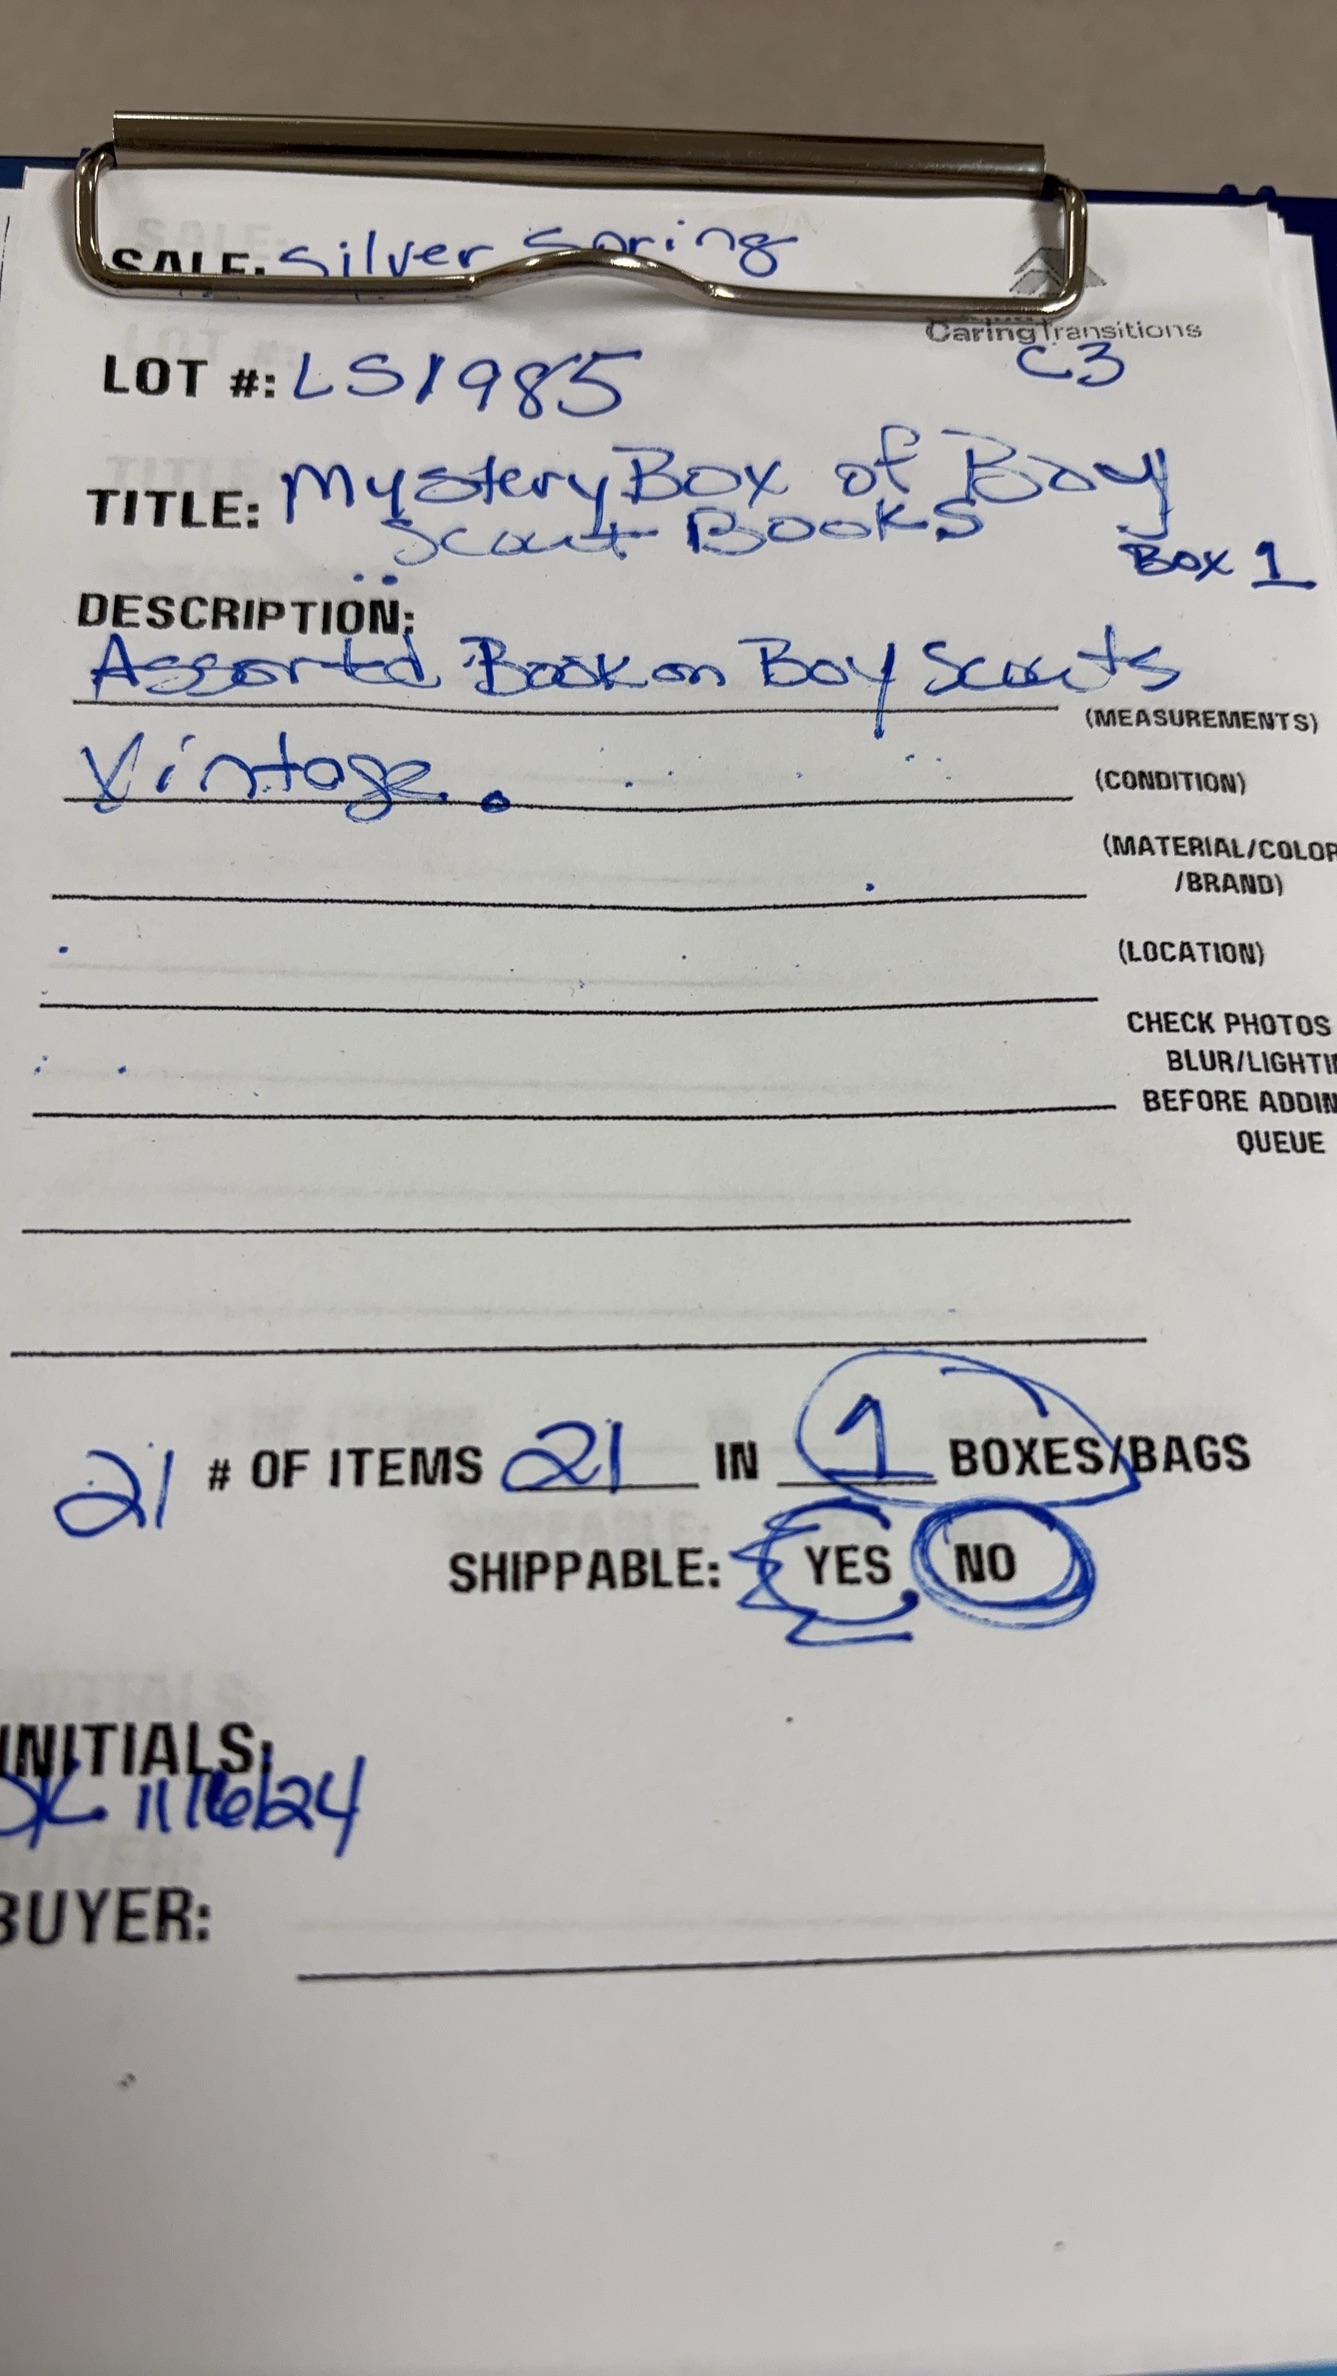 SALE: Silver Spring
CaringTransitions
C3
LOT #: LS1985
TITLE: Mystery Box of Boy
Scout Books
Box 1
DESCRIPTION:
Assorted Book on Boy Scouts
(MEASUREMENTS)
Vintage.
(CONDITION)
(MATERIAL/COLOR
/BRAND)
(LOCATION)
CHECK PHOTOS
BLUR/LIGHTI
BEFORE ADDIN
QUEUE
21 # OF ITEMS 21 IN 1 BOXES/BAGS
SHIPPABLE: YES NO
INITIALS:
11/16/24
BUYER: